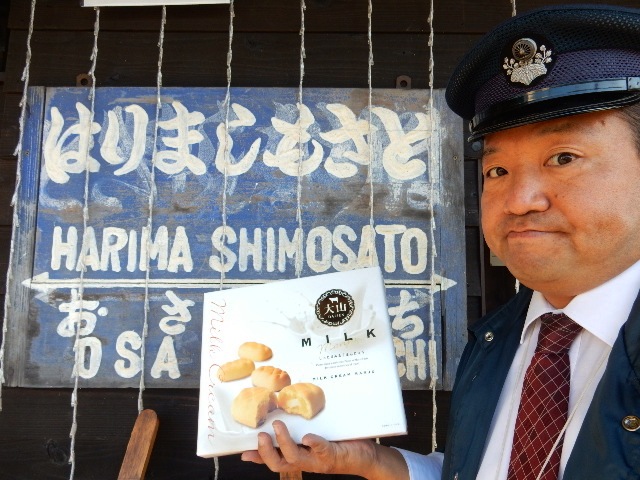 はりましもさと
HARIMA SHIMOSATO
おさ ち
OSA CHI
大山
MILK
Milk Cream
MILK CREAM